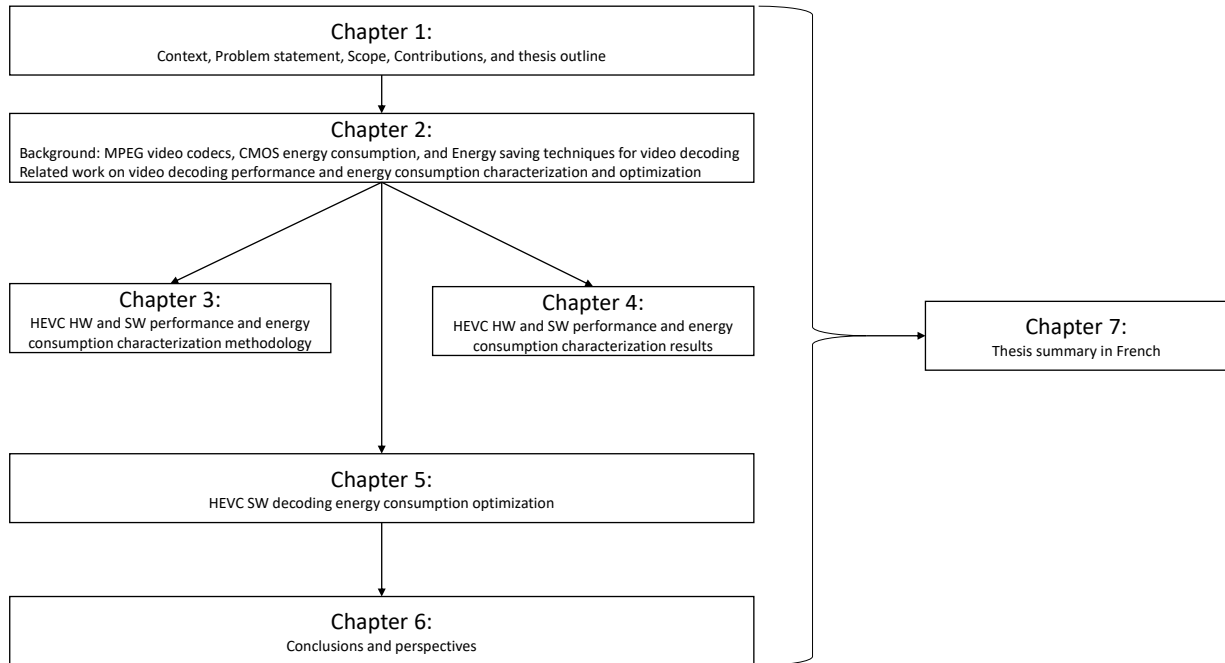 Chapter 1:
Context, Problem statement, Scope, Contributions, and thesis outline
Chapter 2:
Background: MPEG video codecs, CMOS energy consumption, and Energy saving techniques for video decoding
Related work on video decoding performance and energy consumption characterization and optimization
Chapter 3:
HEVC HW and SW performance and energy
consumption characterization methodology
Chapter 4:
HEVC HW and SW performance and energy
consumption characterization results
Chapter 7:
Thesis summary in French
Chapter 5:
HEVC SW decoding energy consumption optimization
Chapter 6:
Conclusions and perspectives